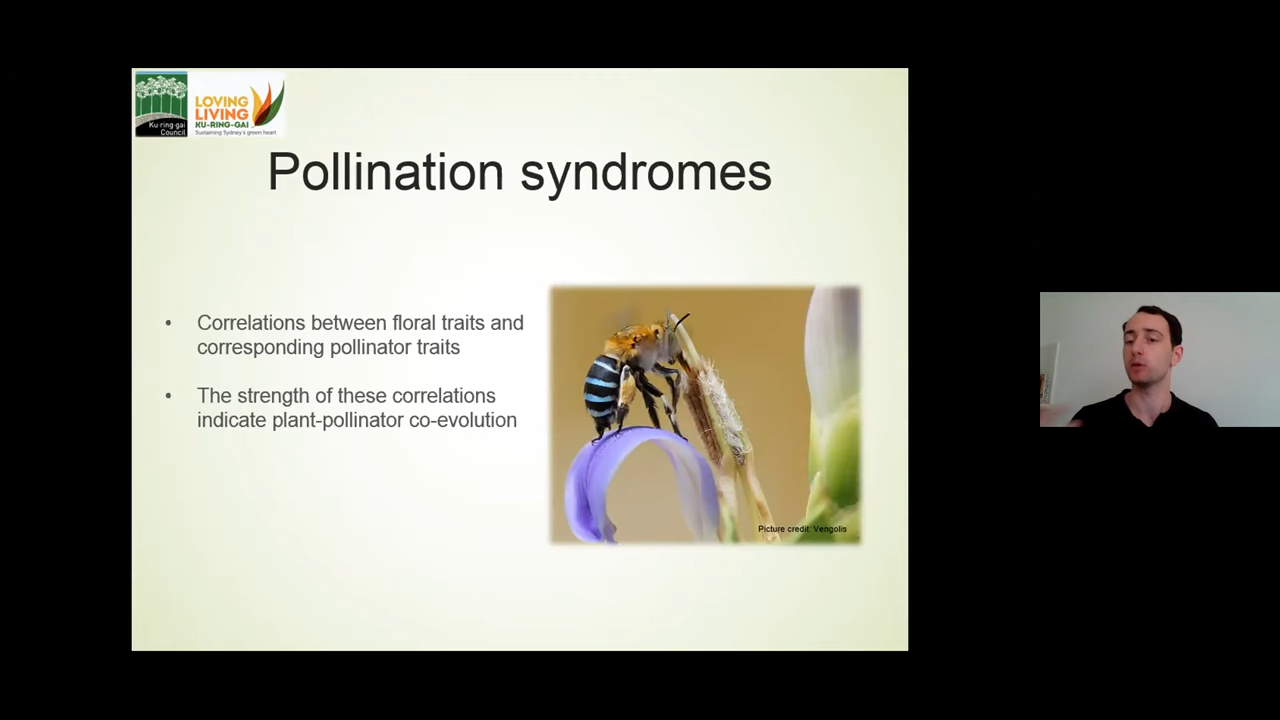 Ku-ring-gai
Council
LOVING
LIVING
KU-RING-GAI
Sustaining Sydney's green heart
Pollination syndromes
• Correlations between floral traits and
corresponding pollinator traits
• The strength of these correlations
indicate plant-pollinator co-evolution
Picture credit: Vengolis